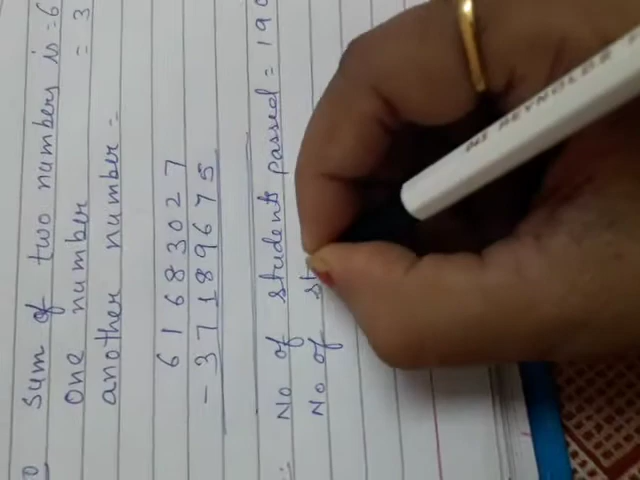 Sum of two numbers is = 6
one number = 3
another number =
6 1 6 8 3 0 2 7
- 3 7 1 8 9 6 7 5
No of students passed = 190
No of st
REYNOLDS